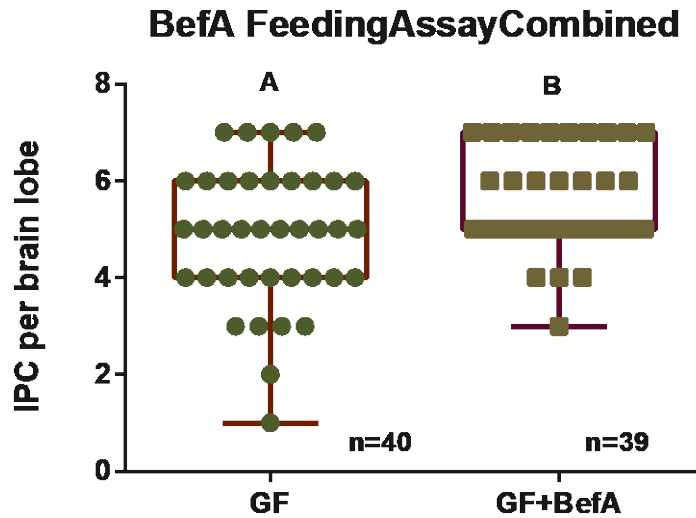 BefA FeedingAssayCombined
IPC per brain lobe
8
6
4
2
0
A
B
n=40
n=39
GF
GF+BefA